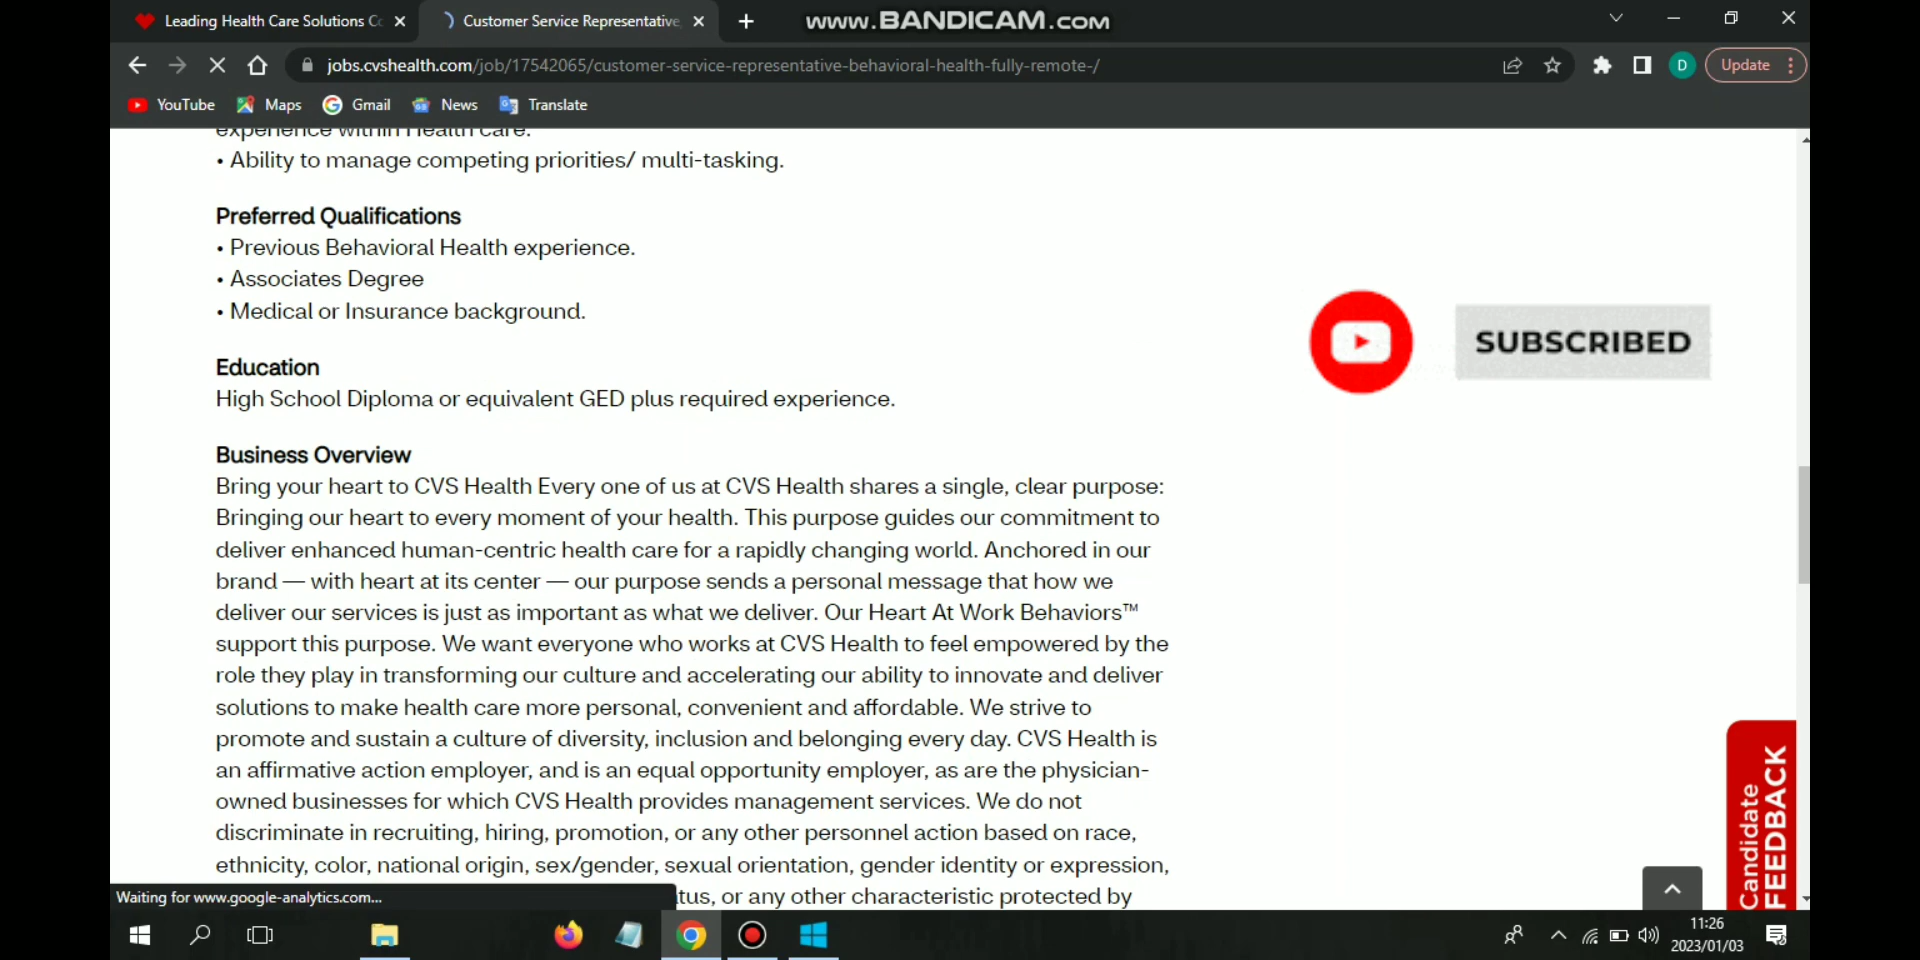 Leading Health Care Solutions Co
Customer Service Representative,
www.BANDICAM.com
jobs.cvshealth.com/job/17542065/customer-service-representative-behavioral-health-fully-remote-/
D
Update
YouTube
Maps
Gmail
News
Translate
experience within Health care.
• Ability to manage competing priorities/ multi-tasking.
Preferred Qualifications
• Previous Behavioral Health experience.
• Associates Degree
• Medical or Insurance background.
SUBSCRIBED
Education
High School Diploma or equivalent GED plus required experience.
Business Overview
Bring your heart to CVS Health Every one of us at CVS Health shares a single, clear purpose:
Bringing our heart to every moment of your health. This purpose guides our commitment to
deliver enhanced human-centric health care for a rapidly changing world. Anchored in our
brand — with heart at its center — our purpose sends a personal message that how we
deliver our services is just as important as what we deliver. Our Heart At Work Behaviors™
support this purpose. We want everyone who works at CVS Health to feel empowered by the
role they play in transforming our culture and accelerating our ability to innovate and deliver
solutions to make health care more personal, convenient and affordable. We strive to
promote and sustain a culture of diversity, inclusion and belonging every day. CVS Health is
an affirmative action employer, and is an equal opportunity employer, as are the physician-
owned businesses for which CVS Health provides management services. We do not
discriminate in recruiting, hiring, promotion, or any other personnel action based on race,
ethnicity, color, national origin, sex/gender, sexual orientation, gender identity or expression,
tus, or any other characteristic protected by
Candidate
FEEDBACK
Waiting for www.google-analytics.com...
11:26
2023/01/03